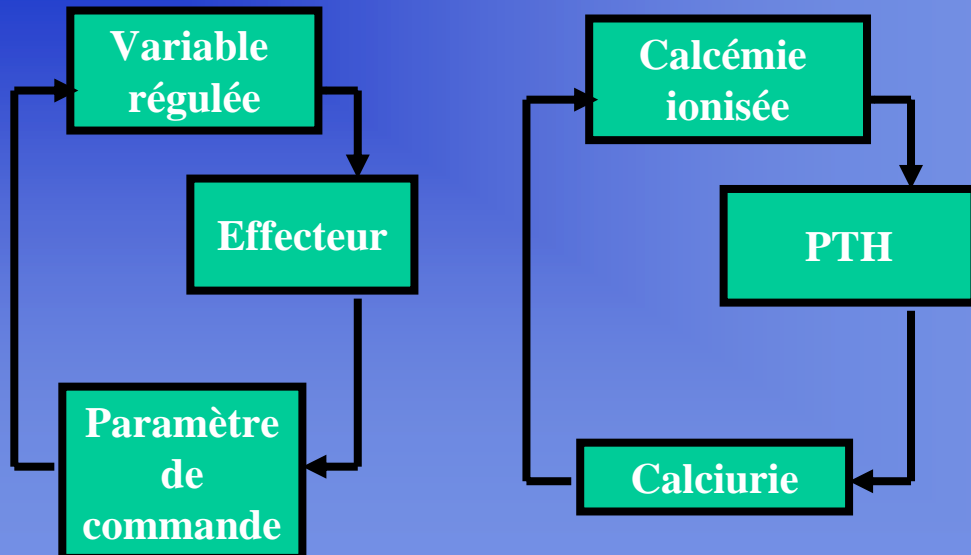 Variable
régulée
Effecteur
Paramètre
de
commande
Calcémie
ionisée
PTH
Calciurie